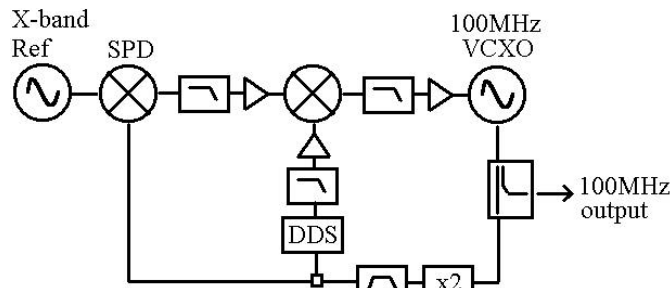 X-band
Ref
SPD
100MHz
VCXO
100MHz
output
DDS
x2